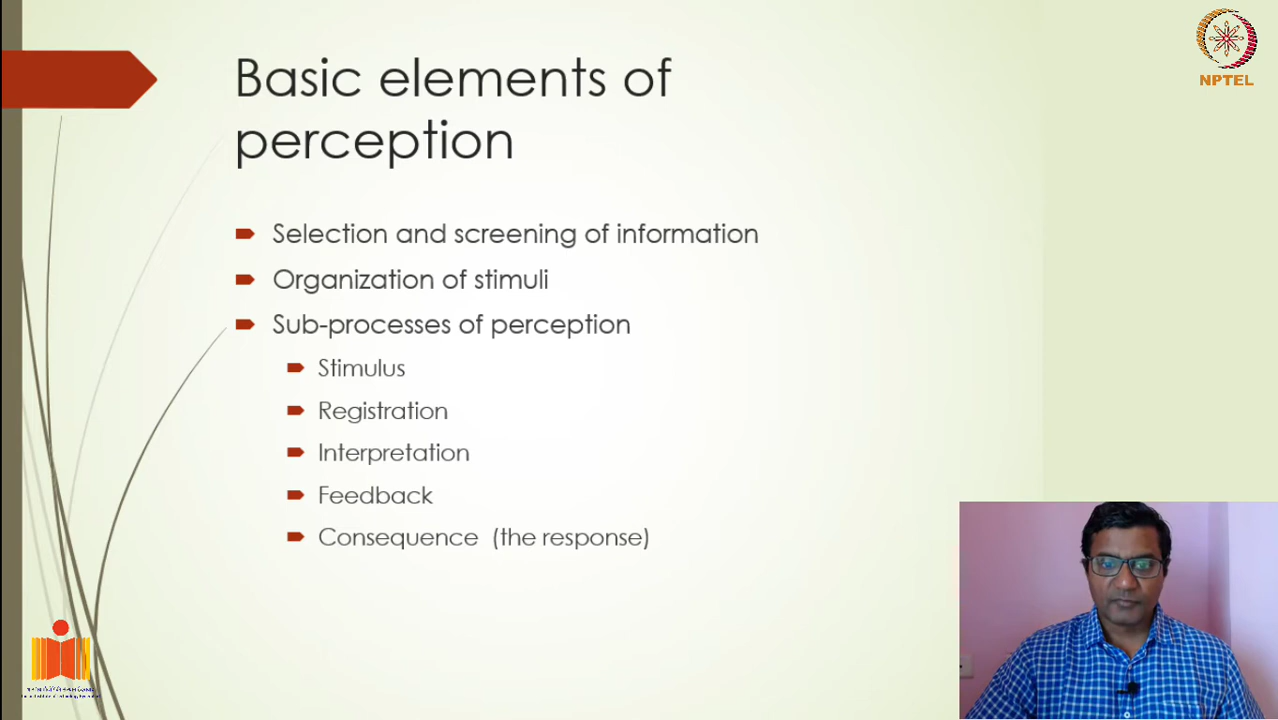 Basic elements of
perception
NPTEL
Selection and screening of information
Organization of stimuli
Sub-processes of perception
Stimulus
Registration
Interpretation
Feedback
Consequence (the response)